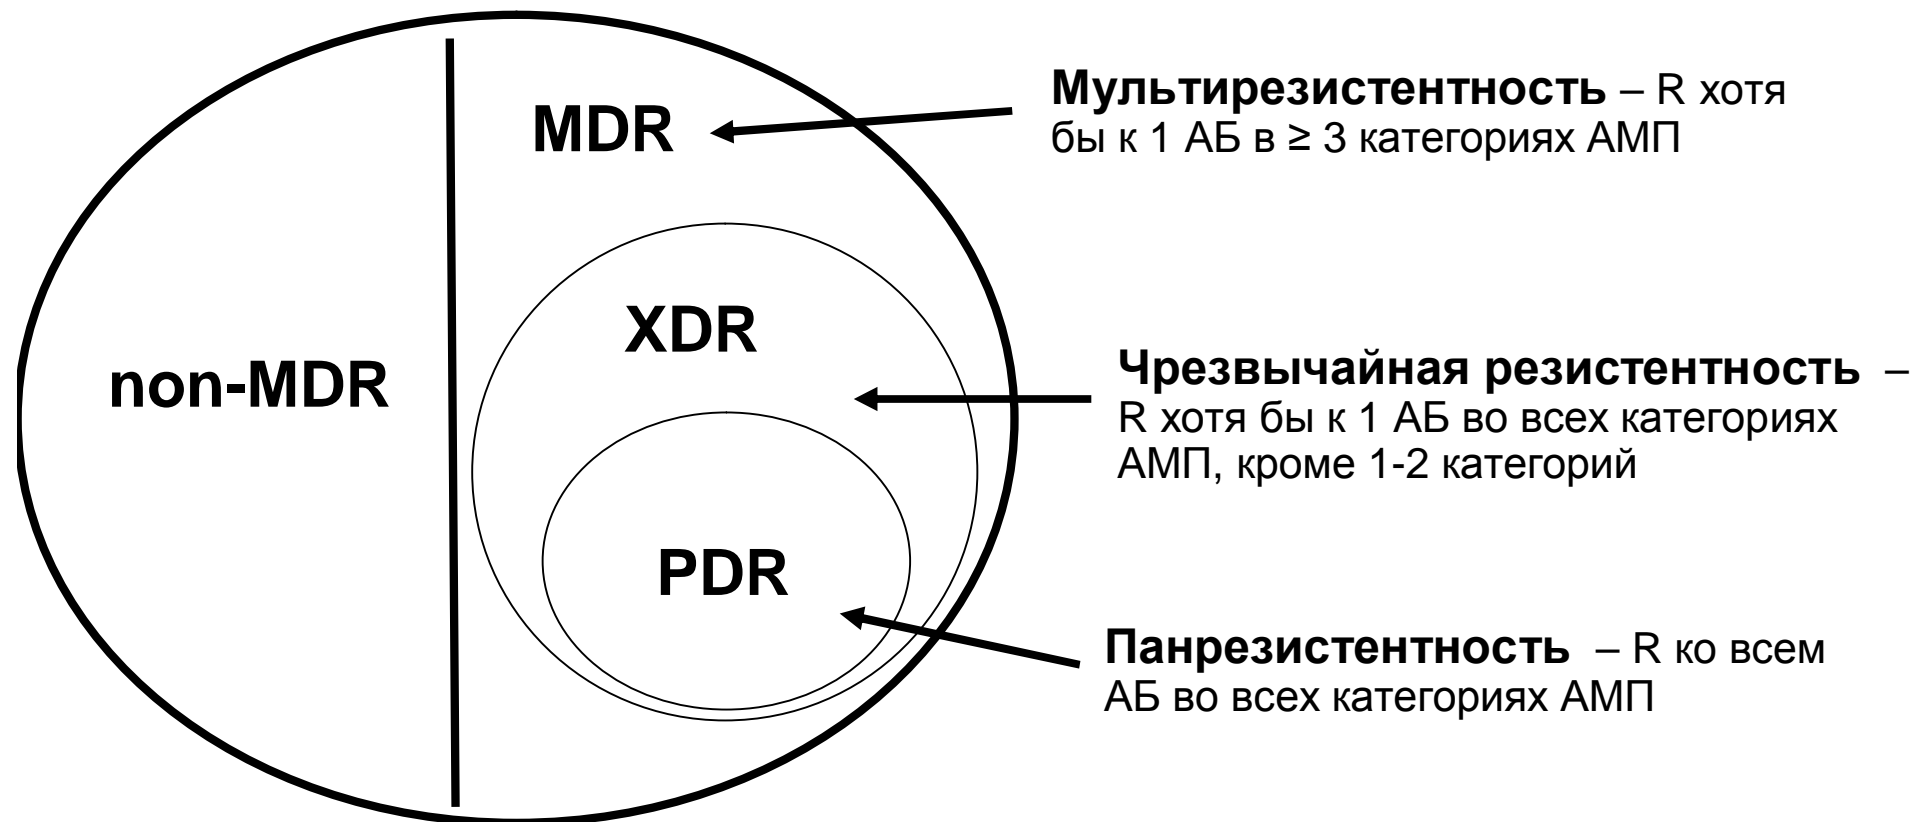 MDR
Мультирезистентность – R хотя
бы к 1 АБ в ≥ 3 категориях АМП
XDR
non-MDR
Чрезвычайная резистентность –
R хотя бы к 1 АБ во всех категориях
АМП, кроме 1-2 категорий
PDR
Панрезистентность – R ко всем
АБ во всех категориях АМП